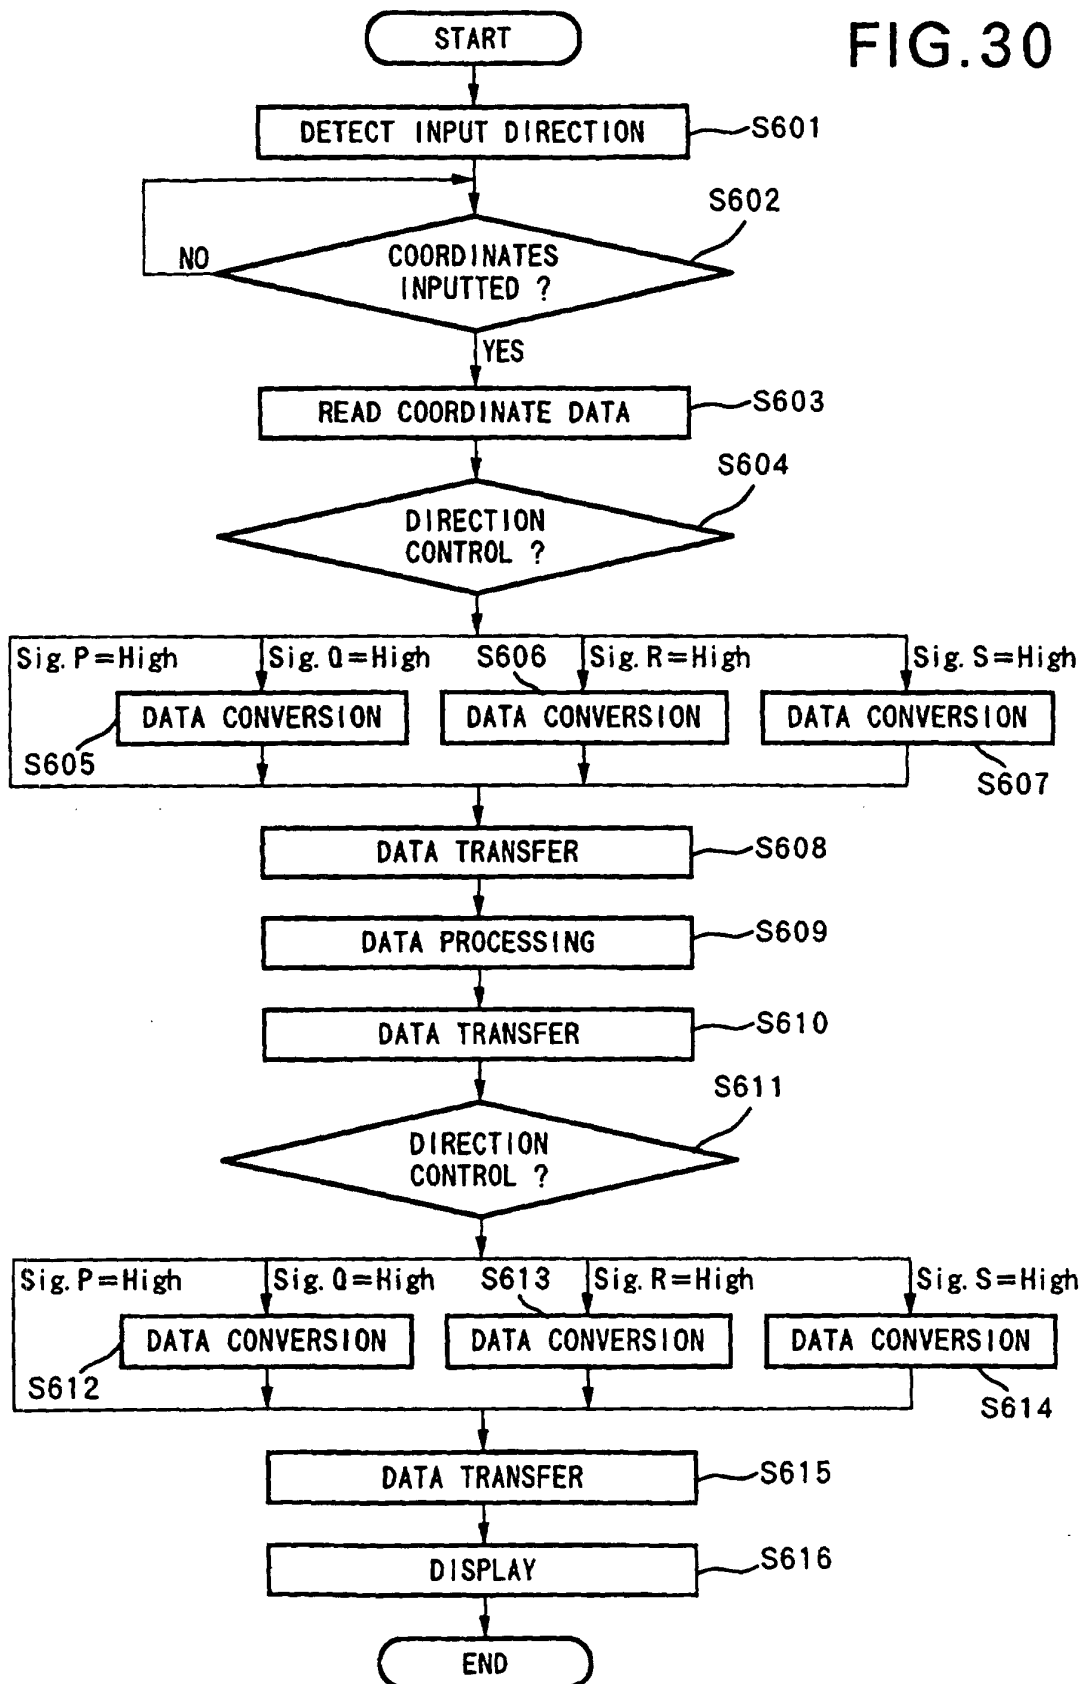 FIG.30
START
DETECT INPUT DIRECTION
S601
S602
NO
COORDINATES
INPUTTED ?
YES
READ COORDINATE DATA
S603
S604
DIRECTION
CONTROL ?
Sig. P=High
Sig. Q=High
S606
Sig. R=High
Sig. S=High
DATA CONVERSION
DATA CONVERSION
DATA CONVERSION
S605
S607
DATA TRANSFER
S608
DATA PROCESSING
S609
DATA TRANSFER
S610
S611
DIRECTION
CONTROL ?
Sig. P=High
Sig. Q=High
S613
Sig. R=High
Sig. S=High
DATA CONVERSION
DATA CONVERSION
DATA CONVERSION
S612
S614
DATA TRANSFER
S615
DISPLAY
S616
END